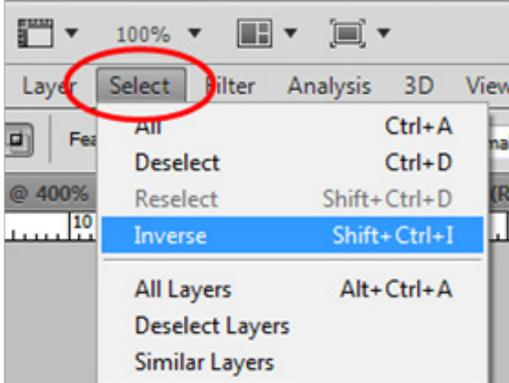 100%
Layer Select Filter Analysis 3D View
All Ctrl+A
Deselect Ctrl+D
@ 400% Reselect Shift+Ctrl+D
10 Inverse Shift+Ctrl+I
All Layers Alt+Ctrl+A
Deselect Layers
Similar Layers